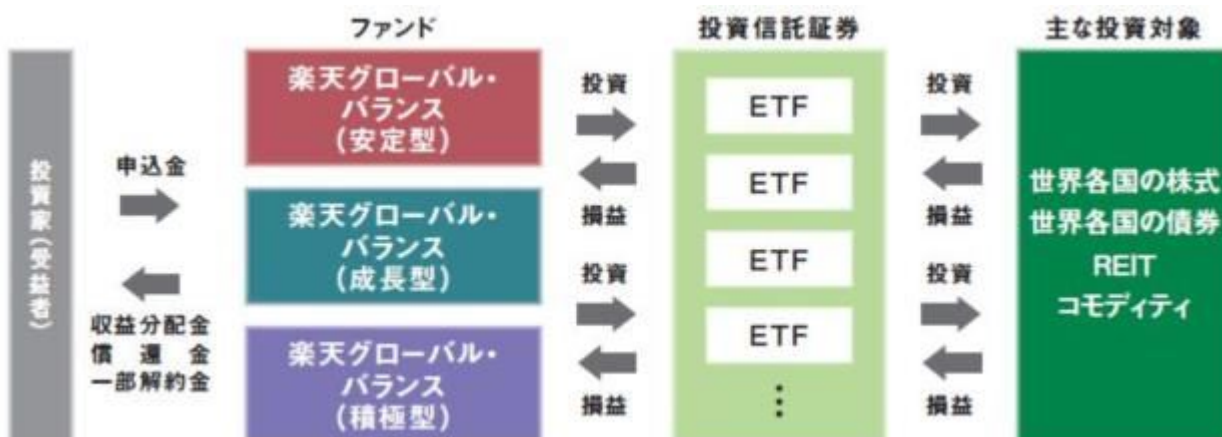 ファンド
投資信託証券
主な投資対象
投資家(受益者)
申込金
収益分配金
償還金
一部解約金
楽天グローバル・
バランス
(安定型)
楽天グローバル・
バランス
(成長型)
楽天グローバル・
バランス
(積極型)
投資
損益
投資
損益
ETF
ETF
ETF
ETF
⋮
投資
損益
投資
損益
世界各国の株式
世界各国の債券
REIT
コモディティ